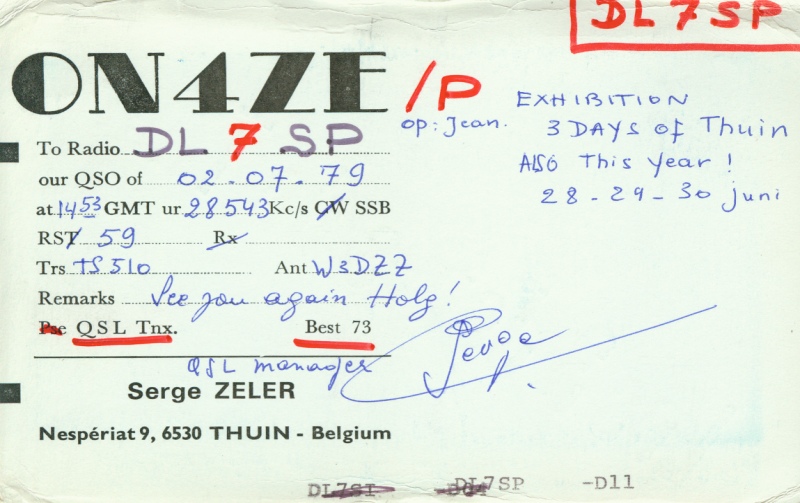 DL7SP
ON4ZE /P
op: Jean.
EXHIBITION
3 DAYS of Thuin
ALSO This year !
28-29-30 juni
To Radio DL 7 SP
our QSO of 02-07-79
at 1453 GMT ur 28543 Kc/s CW SSB
RST 59 Rx
Trs TS510 Ant W3DZZ
Remarks See you again Holg!
Pse QSL Tnx. Best 73
QSL manager Serge
Serge ZELER
Nespériat 9, 6530 THUIN - Belgium
DL7SI DL7SP -D11